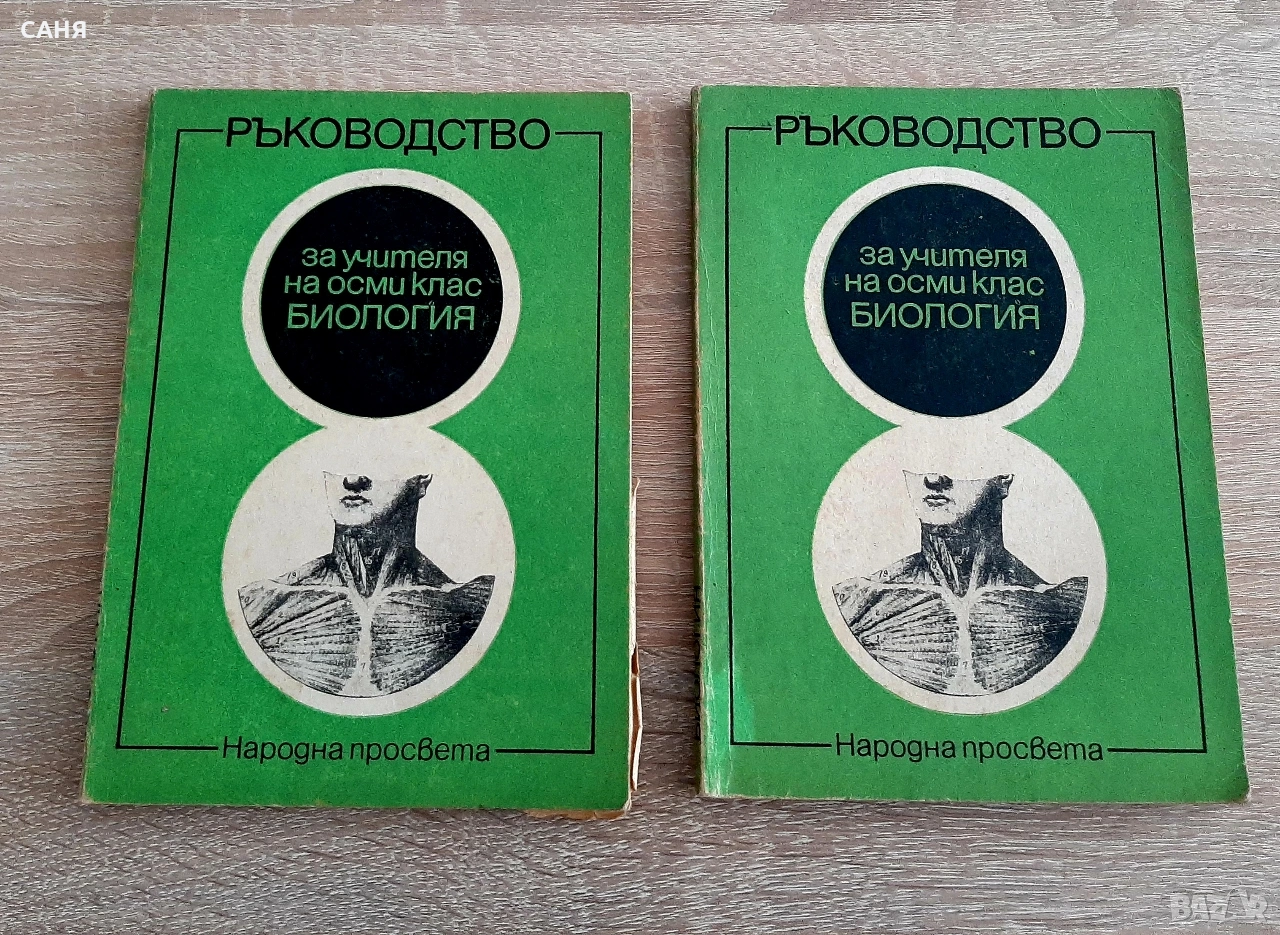 САНЯ
РЪКОВОДСТВО
за учителя
на осми клас
БИОЛОГИЯ
Народна просвета
РЪКОВОДСТВО
за учителя
на осми клас
БИОЛОГИЯ
Народна просвета